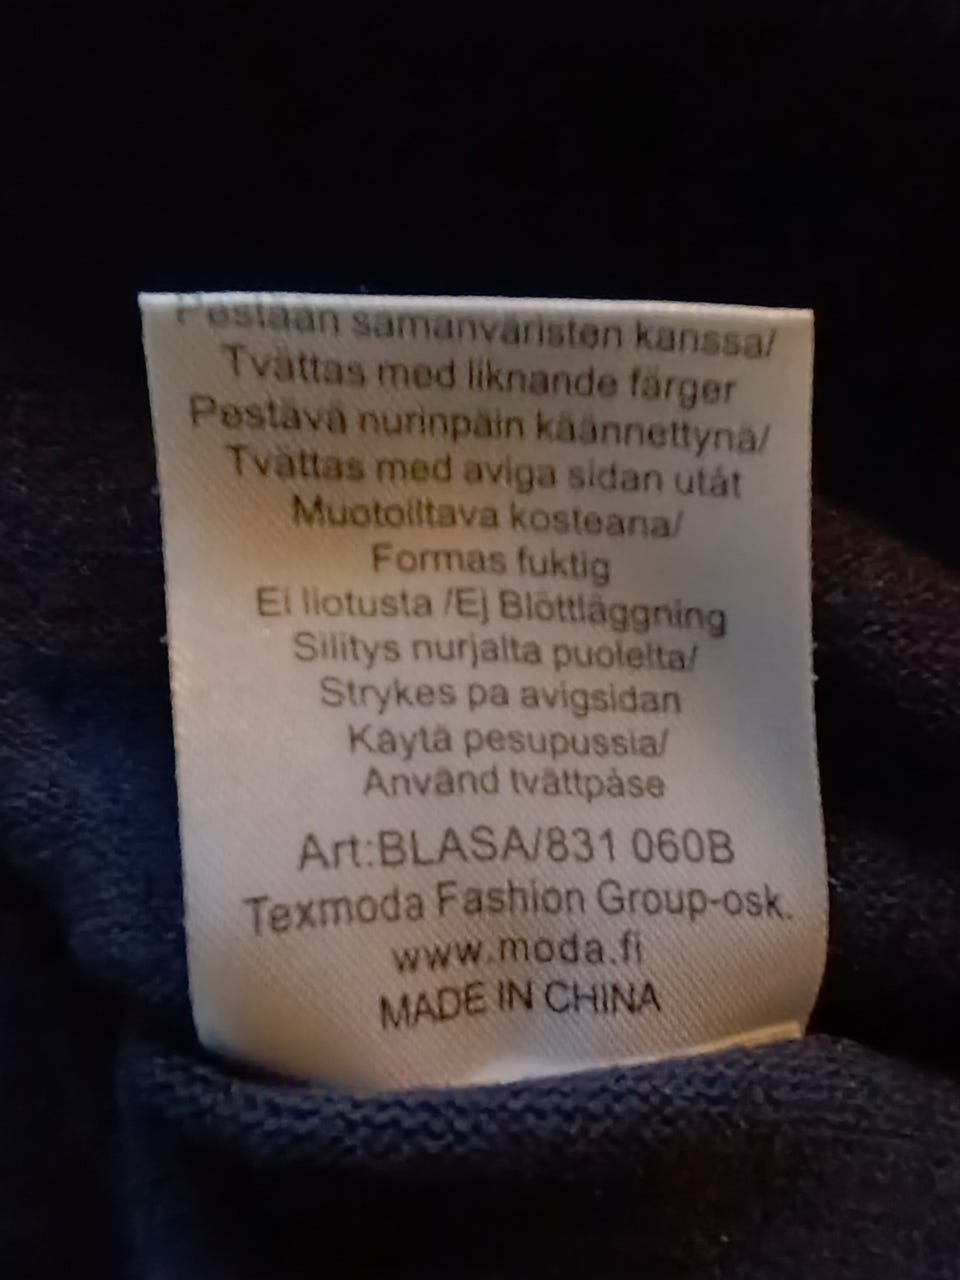 Pestään samanväristen kanssa/
Tvättas med liknande färger
Pestävä nurinpäin käännettynä/
Tvättas med aviga sidan utåt
Muotoiltava kosteana/
Formas fuktig
Ei liotusta /Ej Blöttläggning
Silitys nurjalta puolelta/
Strykes pa avigsidan
Käytä pesupussia/
Använd tvättpåse
Art:BLASA/831 060B
Texmoda Fashion Group-osk.
www.moda.fi
MADE IN CHINA